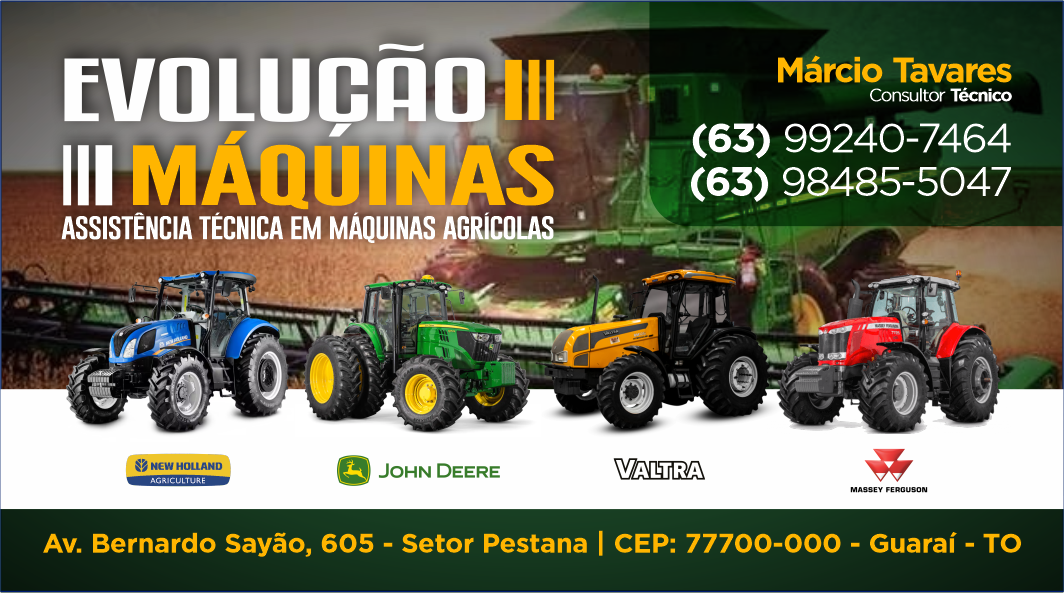 EVOLUÇÃO
MÁQUINAS
ASSISTÊNCIA TÉCNICA EM MÁQUINAS AGRÍCOLAS
Márcio Tavares
Consultor Técnico
(63) 99240-7464
(63) 98485-5047
NEW HOLLAND
AGRICULTURE
JOHN DEERE
VALTRA
MASSEY FERGUSON
Av. Bernardo Sayão, 605 - Setor Pestana | CEP: 77700-000 - Guaraí - TO